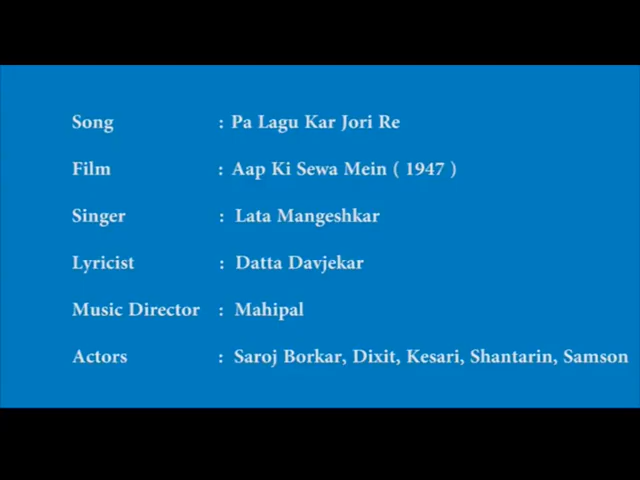 Song : Pa Lagu Kar Jori Re
Film : Aap Ki Sewa Mein ( 1947 )
Singer : Lata Mangeshkar
Lyricist : Datta Davjekar
Music Director : Mahipal
Actors : Saroj Borkar, Dixit, Kesari, Shantarin, Samson